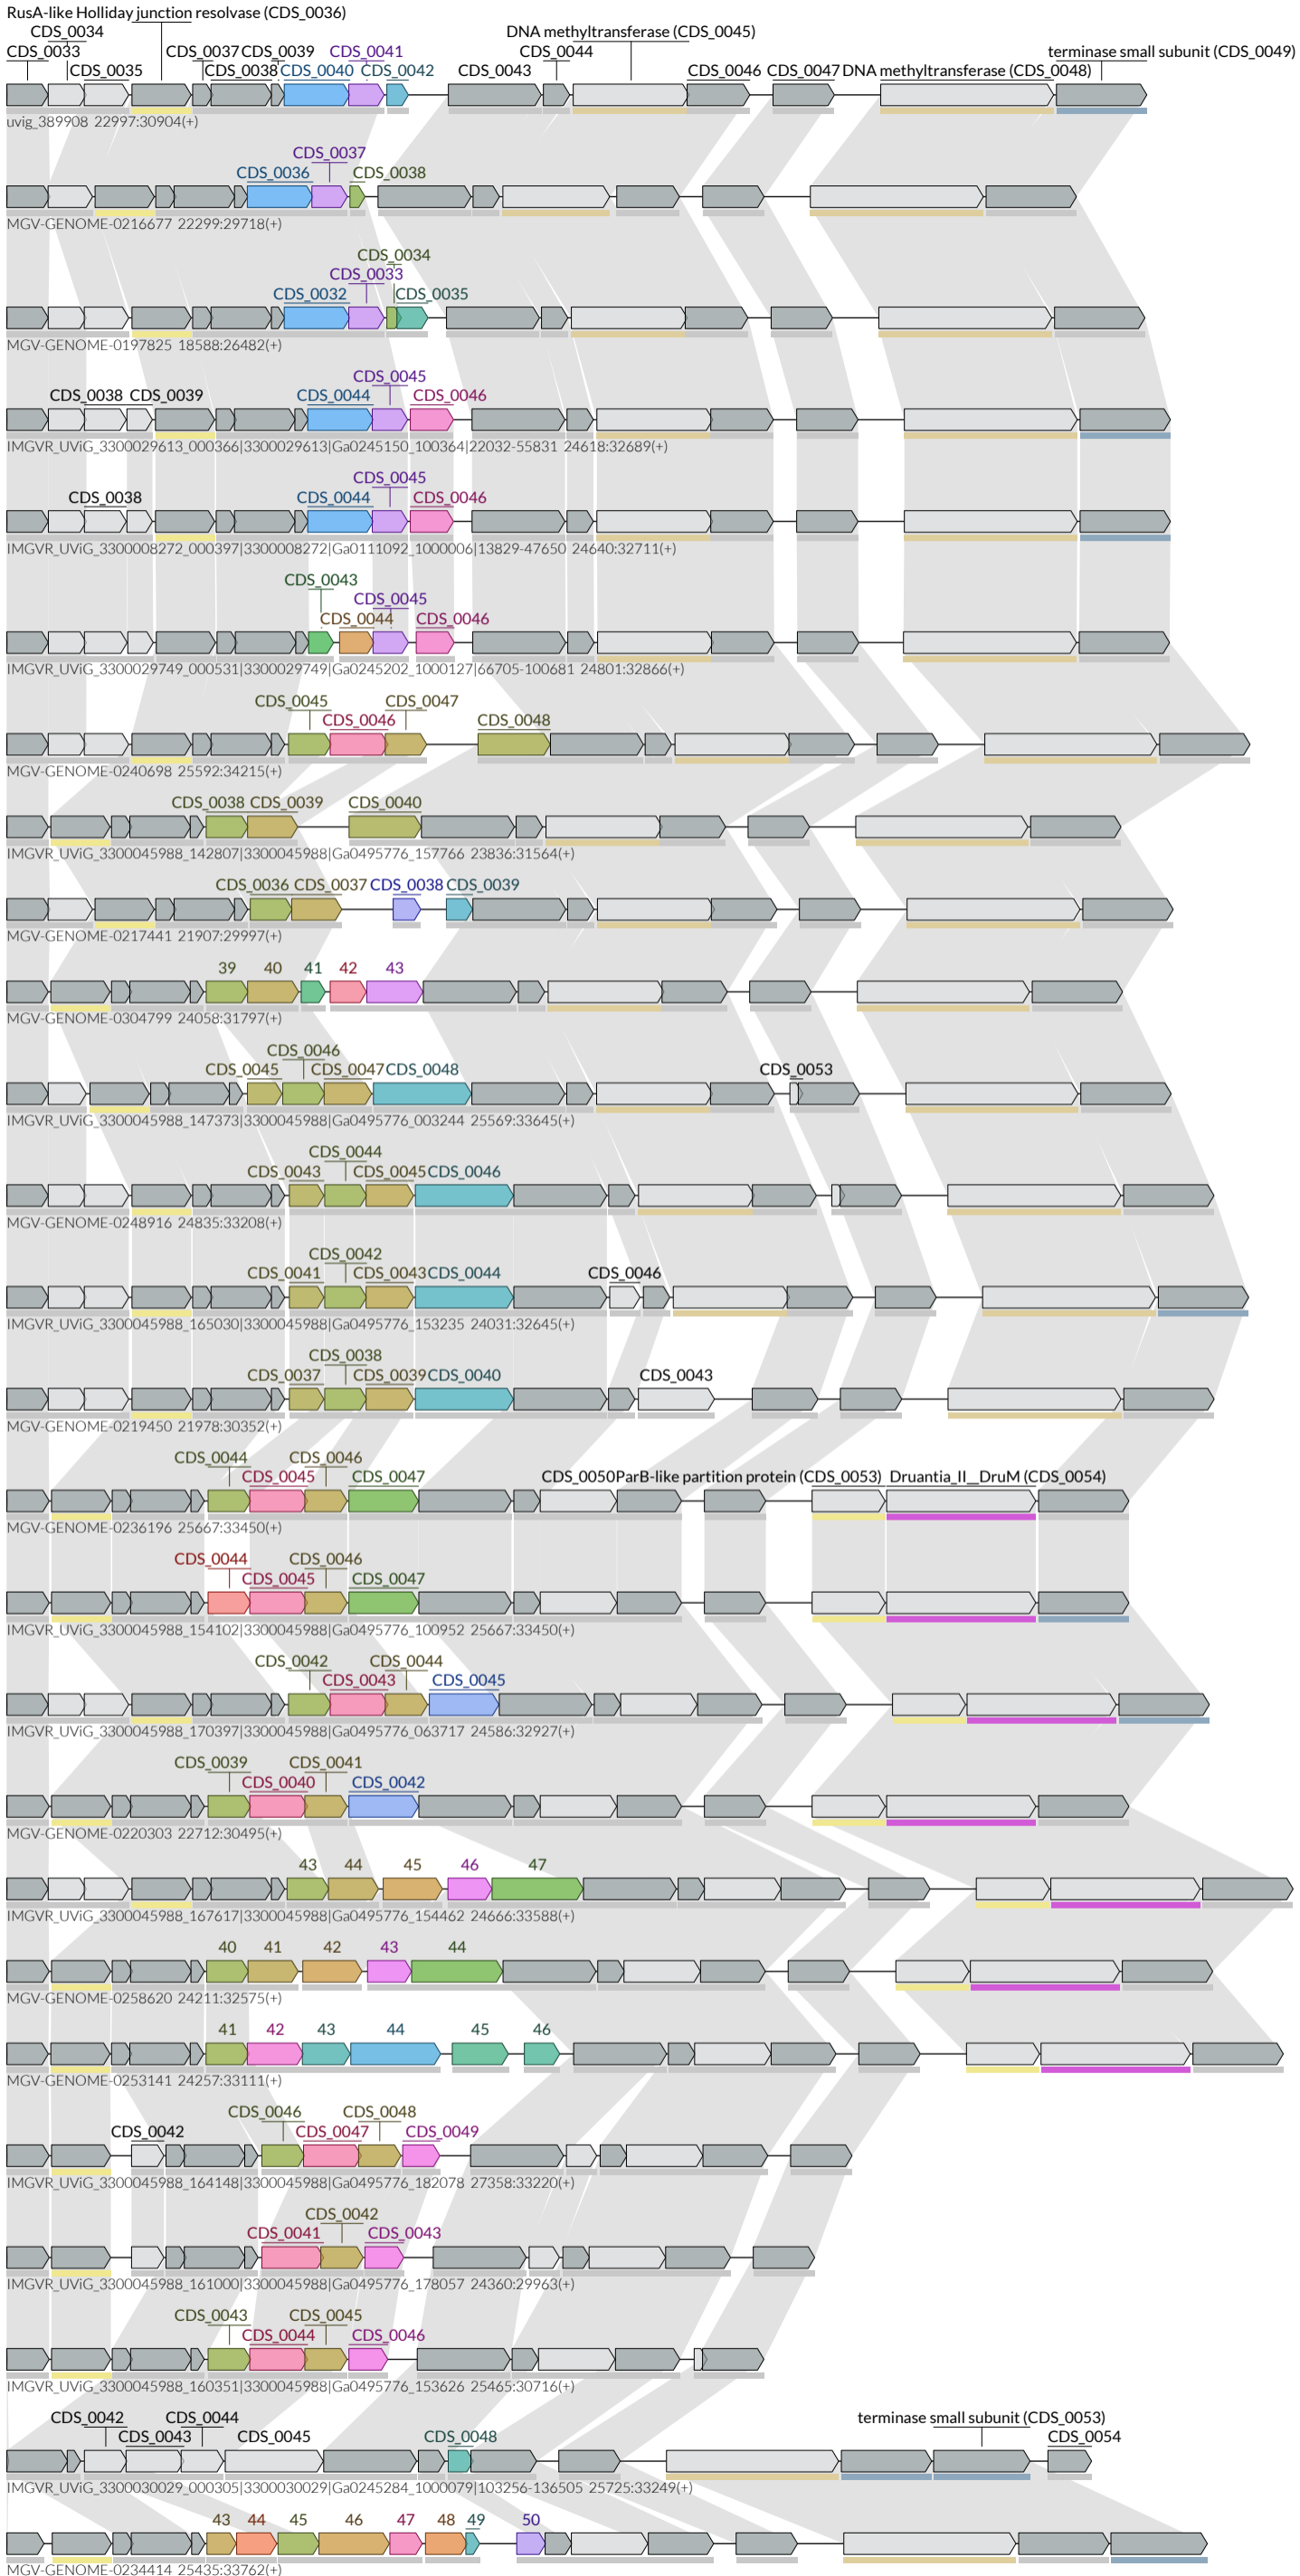 RusA-like Holliday junction resolvase (CDS_0036)
CDS_0034 DNA methyltransferase (CDS_0045)
CDS_0033 CDS_0037 CDS_0039 CDS_0041 CDS_0044 terminase small subunit (CDS_0049)
CDS_0035 CDS_0038 CDS_0040 CDS_0042 CDS_0043 CDS_0046 CDS_0047 DNA methyltransferase (CDS_0048)
uvig_389908 22997:30904(+)
CDS_0037
CDS_0036 CDS_0038
MGV-GENOME-0216677 22299:29718(+)
CDS_0034
CDS_0033
CDS_0032 CDS_0035
MGV-GENOME-0197825 18588:26482(+)
CDS_0045
CDS_0038 CDS_0039 CDS_0044 CDS_0046
IMGVR_UViG_3300029613_000366|3300029613|Ga0245150_100364|22032-55831 24618:32689(+)
CDS_0045
CDS_0038 CDS_0044 CDS_0046
IMGVR_UViG_3300008272_000397|3300008272|Ga0111092_1000006|13829-47650 24640:32711(+)
CDS_0043
CDS_0045
CDS_0044 CDS_0046
IMGVR_UViG_3300029749_000531|3300029749|Ga0245202_1000127|66705-100681 24801:32866(+)
CDS_0045 CDS_0047
CDS_0046 CDS_0048
MGV-GENOME-0240698 25592:34215(+)
CDS_0038 CDS_0039 CDS_0040
IMGVR_UViG_3300045988_142807|3300045988|Ga0495776_157766 23836:31564(+)
CDS_0036 CDS_0037 CDS_0038 CDS_0039
MGV-GENOME-0217441 21907:29997(+)
39 40 41 42 43
MGV-GENOME-0304799 24058:31797(+)
CDS_0046
CDS_0045 CDS_0047 CDS_0048 CDS_0053
IMGVR_UViG_3300045988_147373|3300045988|Ga0495776_003244 25569:33645(+)
CDS_0044
CDS_0043 CDS_0045 CDS_0046
MGV-GENOME-0248916 24835:33208(+)
CDS_0042
CDS_0041 CDS_0043 CDS_0044 CDS_0046
IMGVR_UViG_3300045988_165030|3300045988|Ga0495776_153235 24031:32645(+)
CDS_0038
CDS_0037 CDS_0039 CDS_0040 CDS_0043
MGV-GENOME-0219450 21978:30352(+)
CDS_0044 CDS_0046
CDS_0045 CDS_0047 CDS_0050 ParB-like partition protein (CDS_0053) Druantia_II__DruM (CDS_0054)
MGV-GENOME-0236196 25667:33450(+)
CDS_0044 CDS_0046
CDS_0045 CDS_0047
IMGVR_UViG_3300045988_154102|3300045988|Ga0495776_100952 25667:33450(+)
CDS_0042 CDS_0044
CDS_0043 CDS_0045
IMGVR_UViG_3300045988_170397|3300045988|Ga0495776_063717 24586:32927(+)
CDS_0039 CDS_0041
CDS_0040 CDS_0042
MGV-GENOME-0220303 22712:30495(+)
43 44 45 46 47
IMGVR_UViG_3300045988_167617|3300045988|Ga0495776_154462 24666:33588(+)
40 41 42 43 44
MGV-GENOME-0258620 24211:32575(+)
41 42 43 44 45 46
MGV-GENOME-0253141 24257:33111(+)
CDS_0046 CDS_0048
CDS_0042 CDS_0047 CDS_0049
IMGVR_UViG_3300045988_164148|3300045988|Ga0495776_182078 27358:33220(+)
CDS_0042
CDS_0041 CDS_0043
IMGVR_UViG_3300045988_161000|3300045988|Ga0495776_178057 24360:29963(+)
CDS_0043 CDS_0045
CDS_0044 CDS_0046
IMGVR_UViG_3300045988_160351|3300045988|Ga0495776_153626 25465:30716(+)
CDS_0042 CDS_0044 terminase small subunit (CDS_0053)
CDS_0043 CDS_0045 CDS_0048 CDS_0054
IMGVR_UViG_3300030029_000305|3300030029|Ga0245284_1000079|103256-136505 25725:33249(+)
43 44 45 46 47 48 49 50
MGV-GENOME-0234414 25435:33762(+)